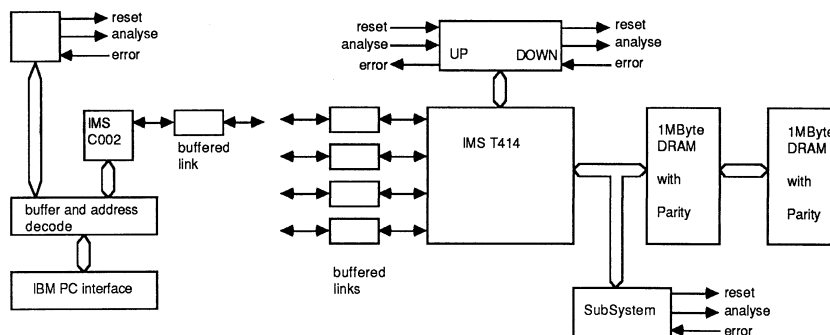 reset
analyse
error
IMS
C002
buffered
link
buffer and address
decode
IBM PC interface
reset
analyse
error
UP
DOWN
reset
analyse
error
IMS T414
buffered
links
1MByte
DRAM
with
Parity
1MByte
DRAM
with
Parity
SubSystem
reset
analyse
error